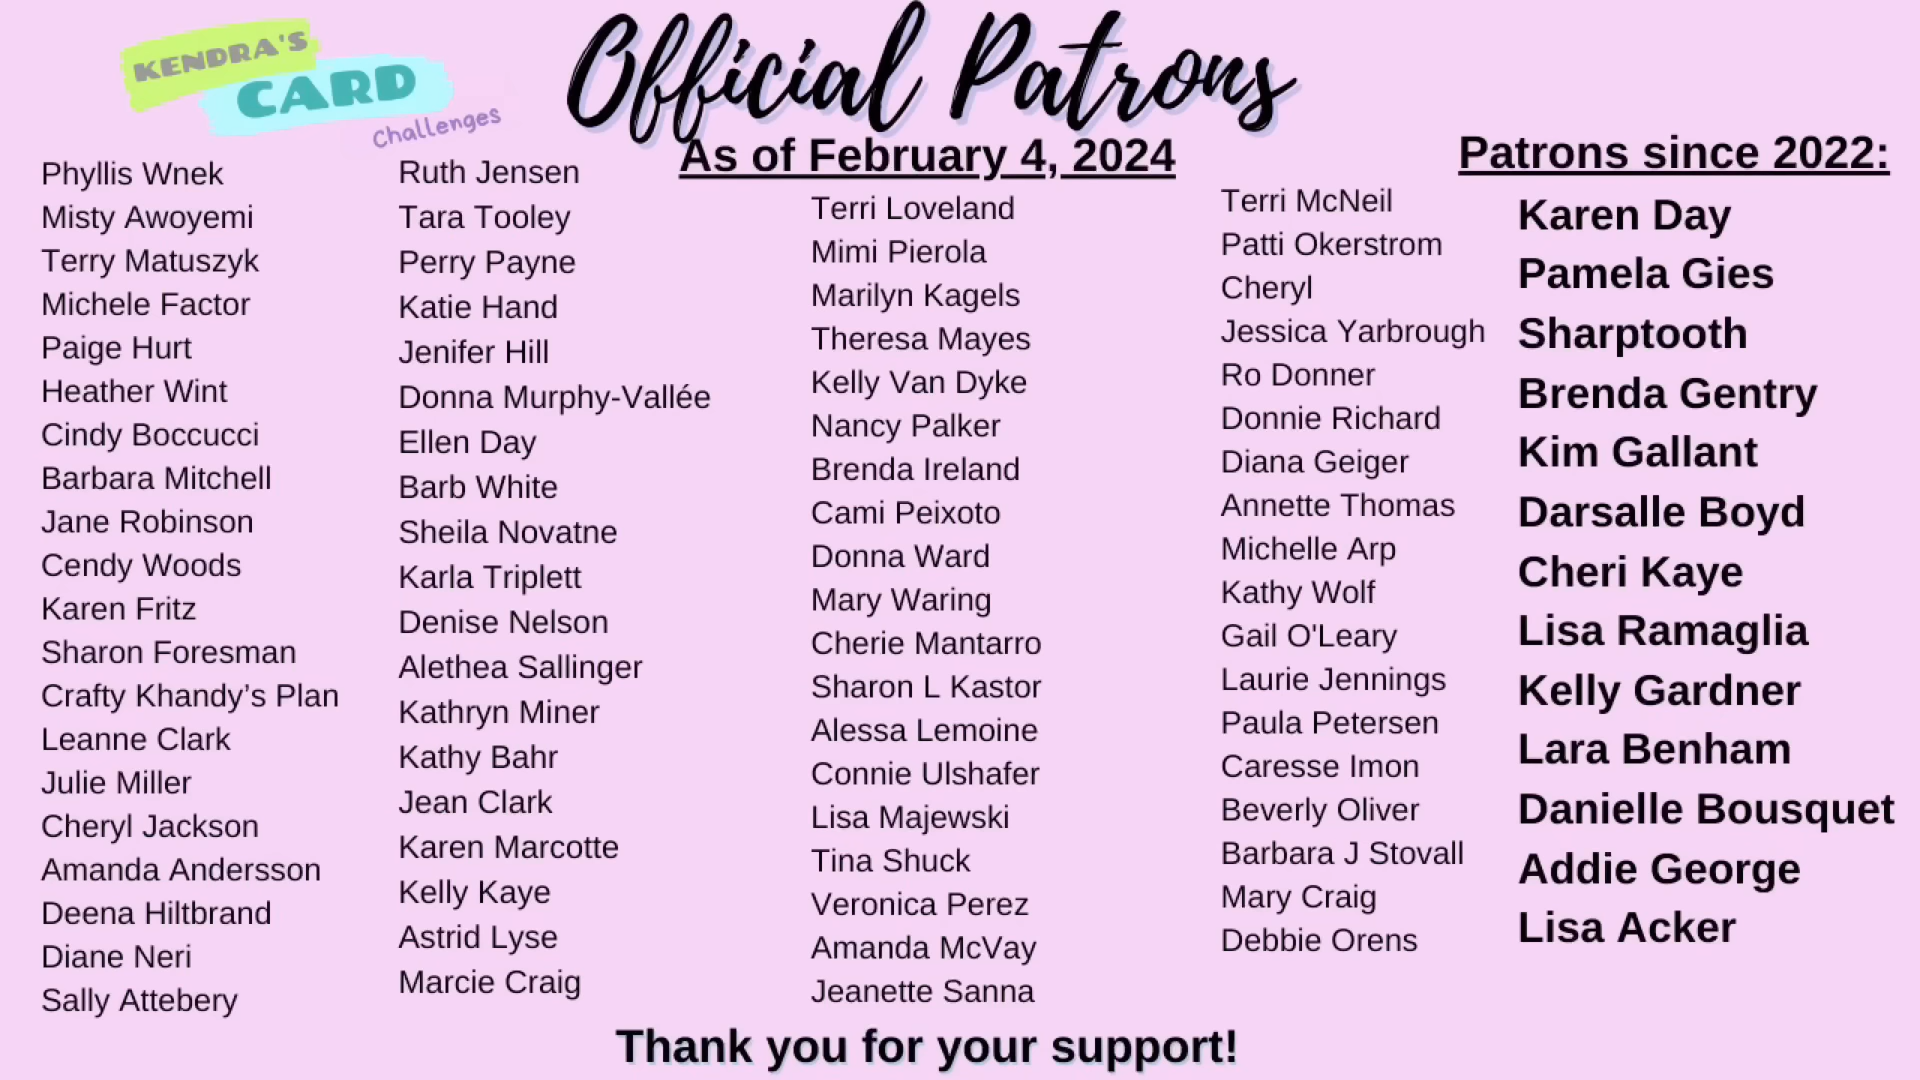 KENDRA'S
CARD
Challenges
Official Patrons
As of February 4, 2024
Phyllis Wnek
Misty Awoyemi
Terry Matuszyk
Michele Factor
Paige Hurt
Heather Wint
Cindy Boccucci
Barbara Mitchell
Jane Robinson
Cendy Woods
Karen Fritz
Sharon Foresman
Crafty Khandy’s Plan
Leanne Clark
Julie Miller
Cheryl Jackson
Amanda Andersson
Deena Hiltbrand
Diane Neri
Sally Attebery
Ruth Jensen
Tara Tooley
Perry Payne
Katie Hand
Jenifer Hill
Donna Murphy-Vallée
Ellen Day
Barb White
Sheila Novatne
Karla Triplett
Denise Nelson
Alethea Sallinger
Kathryn Miner
Kathy Bahr
Jean Clark
Karen Marcotte
Kelly Kaye
Astrid Lyse
Marcie Craig
Terri Loveland
Mimi Pierola
Marilyn Kagels
Theresa Mayes
Kelly Van Dyke
Nancy Palker
Brenda Ireland
Cami Peixoto
Donna Ward
Mary Waring
Cherie Mantarro
Sharon L Kastor
Alessa Lemoine
Connie Ulshafer
Lisa Majewski
Tina Shuck
Veronica Perez
Amanda McVay
Jeanette Sanna
Terri McNeil
Patti Okerstrom
Cheryl
Jessica Yarbrough
Ro Donner
Donnie Richard
Diana Geiger
Annette Thomas
Michelle Arp
Kathy Wolf
Gail O'Leary
Laurie Jennings
Paula Petersen
Caresse Imon
Beverly Oliver
Barbara J Stovall
Mary Craig
Debbie Orens
Patrons since 2022:
Karen Day
Pamela Gies
Sharptooth
Brenda Gentry
Kim Gallant
Darsalle Boyd
Cheri Kaye
Lisa Ramaglia
Kelly Gardner
Lara Benham
Danielle Bousquet
Addie George
Lisa Acker
Thank you for your support!